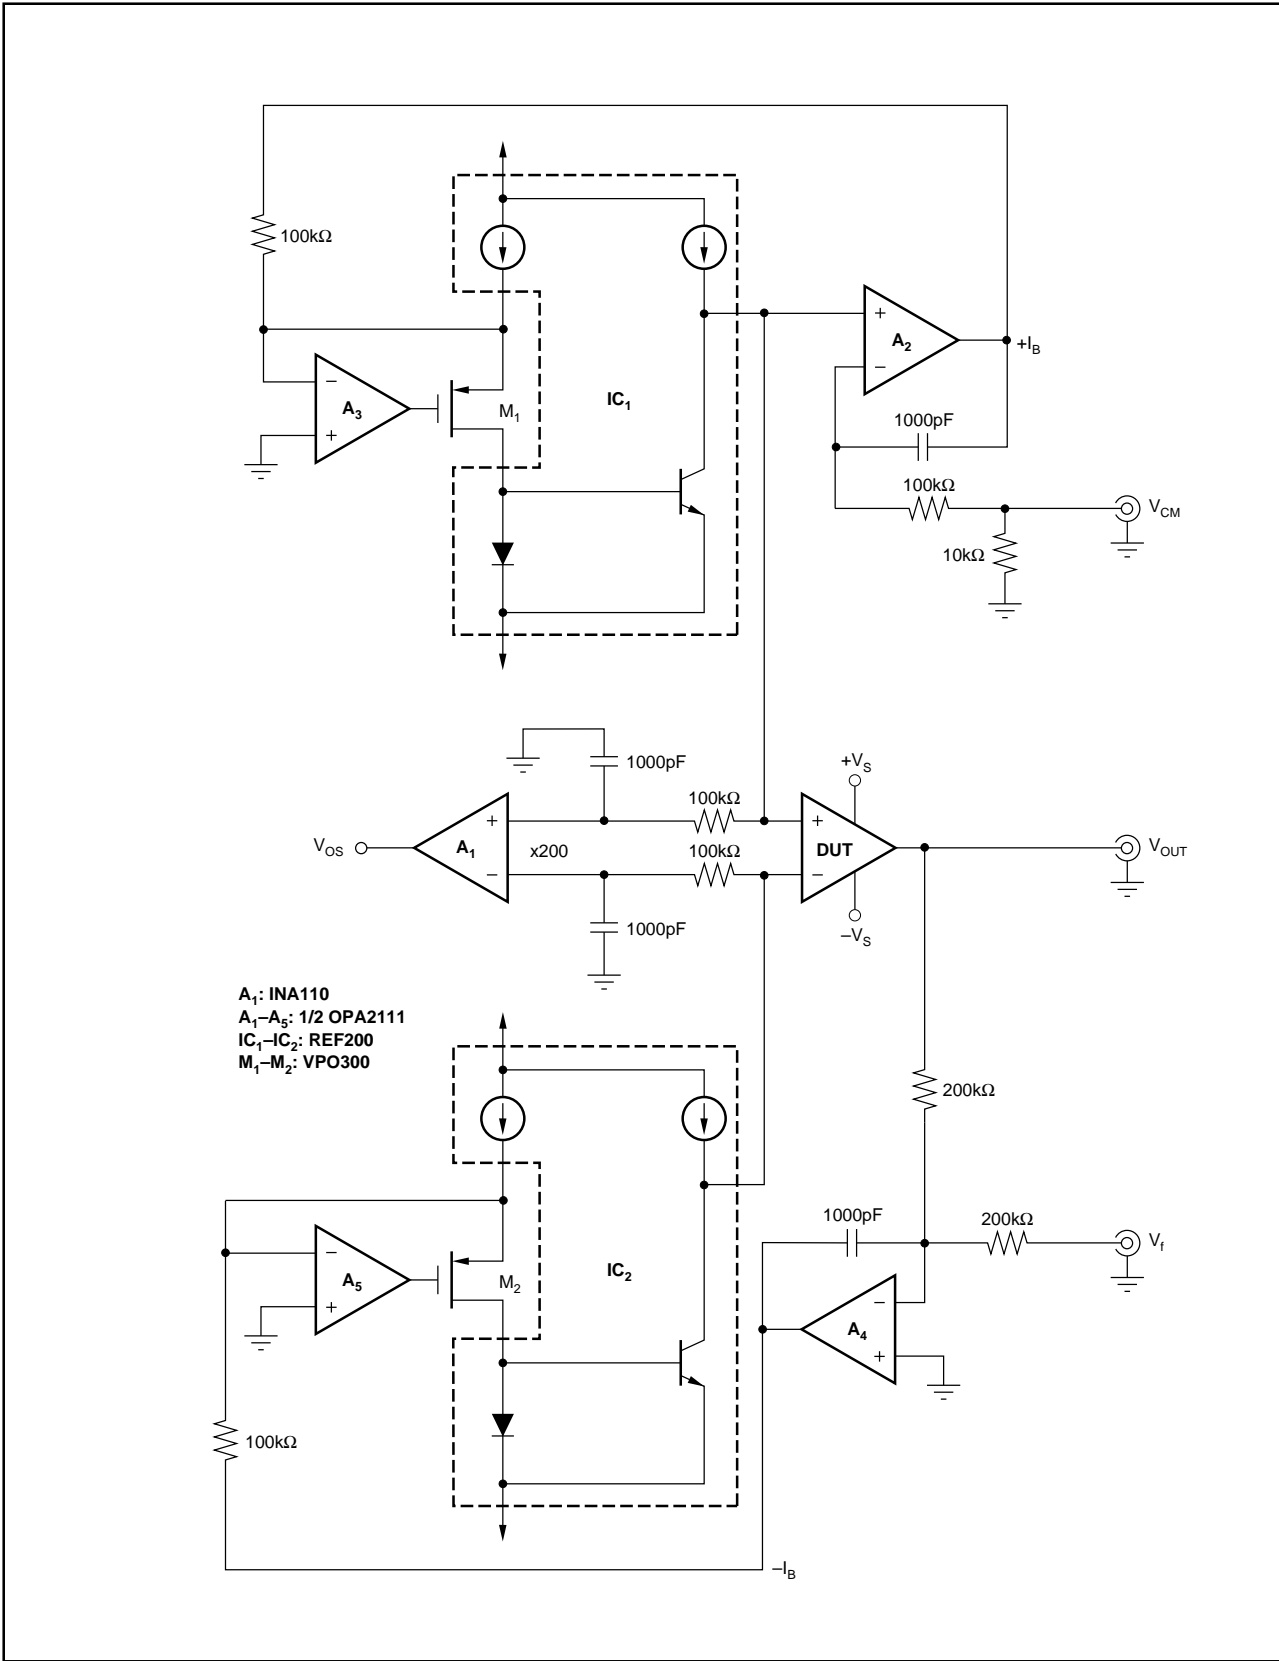 100kΩ
–
A3
+
M1
IC1
+
A2
–
+IB
1000pF
100kΩ
VCM
10kΩ
1000pF
+VS
100kΩ
VOS
+
A1
–
x200
100kΩ
+
DUT
–
VOUT
1000pF
–VS
A1: INA110
A1–A5: 1/2 OPA2111
IC1–IC2: REF200
M1–M2: VPO300
200kΩ
1000pF
200kΩ
Vf
–
A5
+
M2
IC2
–
A4
+
100kΩ
–IB